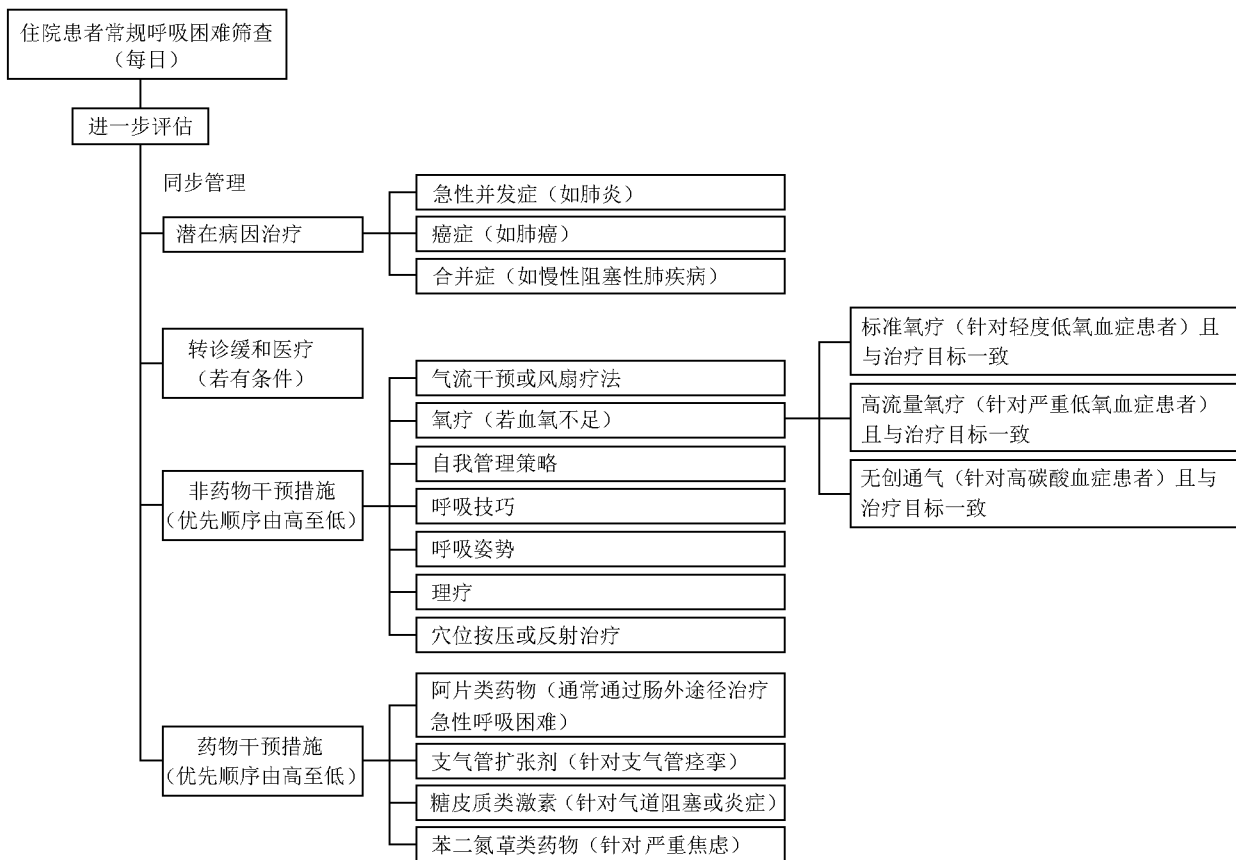 住院患者常规呼吸困难筛查
（每日）
进一步评估
同步管理
潜在病因治疗
急性并发症（如肺炎）
癌症（如肺癌）
合并症（如慢性阻塞性肺疾病）
转诊缓和医疗
（若有条件）
非药物干预措施
（优先顺序由高至低）
气流干预或风扇疗法
氧疗（若血氧不足）
自我管理策略
呼吸技巧
呼吸姿势
理疗
穴位按压或反射治疗
标准氧疗（针对轻度低氧血症患者）且
与治疗目标一致
高流量氧疗（针对严重低氧血症患者）
且与治疗目标一致
无创通气（针对高碳酸血症患者）且与
治疗目标一致
药物干预措施
（优先顺序由高至低）
阿片类药物（通常通过肠外途径治疗
急性呼吸困难）
支气管扩张剂（针对支气管痉挛）
糖皮质类激素（针对气道阻塞或炎症）
苯二氮䓬类药物（针对严重焦虑）